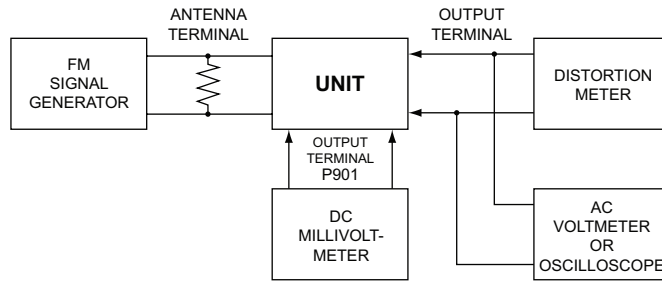 ANTENNA
TERMINAL
OUTPUT
TERMINAL
FM
SIGNAL
GENERATOR
UNIT
DISTORTION
METER
OUTPUT
TERMINAL
P901
DC
MILLIVOLT-
METER
AC
VOLTMETER
OR
OSCILLOSCOPE